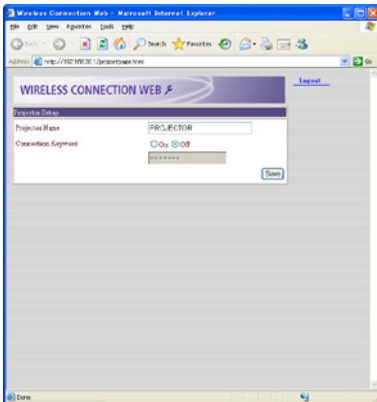 Wireless Connection Web - Microsoft Internet Explorer
File Edit View Favorites Tools Help
Back Search Favorites
Address Go
WIRELESS CONNECTION WEB
Logout
Projector Setup
Projector Name PROJECTOR
Connection Keyword On Off
*******
Save
Done